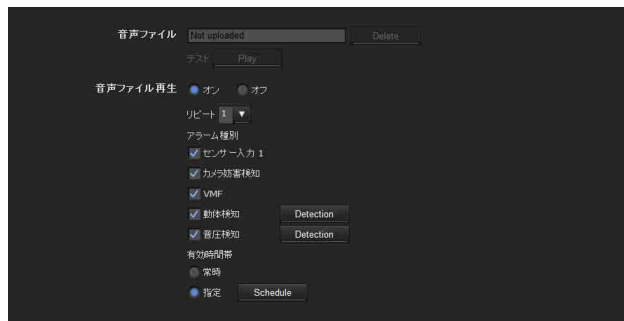 音声ファイル Not uploaded Delete
テスト Play
音声ファイル再生 オン オフ
リピート 1
アラーム種別
センサー入力 1
カメラ妨害検知
VMF
動体検知 Detection
音圧検知 Detection
有効時間帯
常時
指定 Schedule